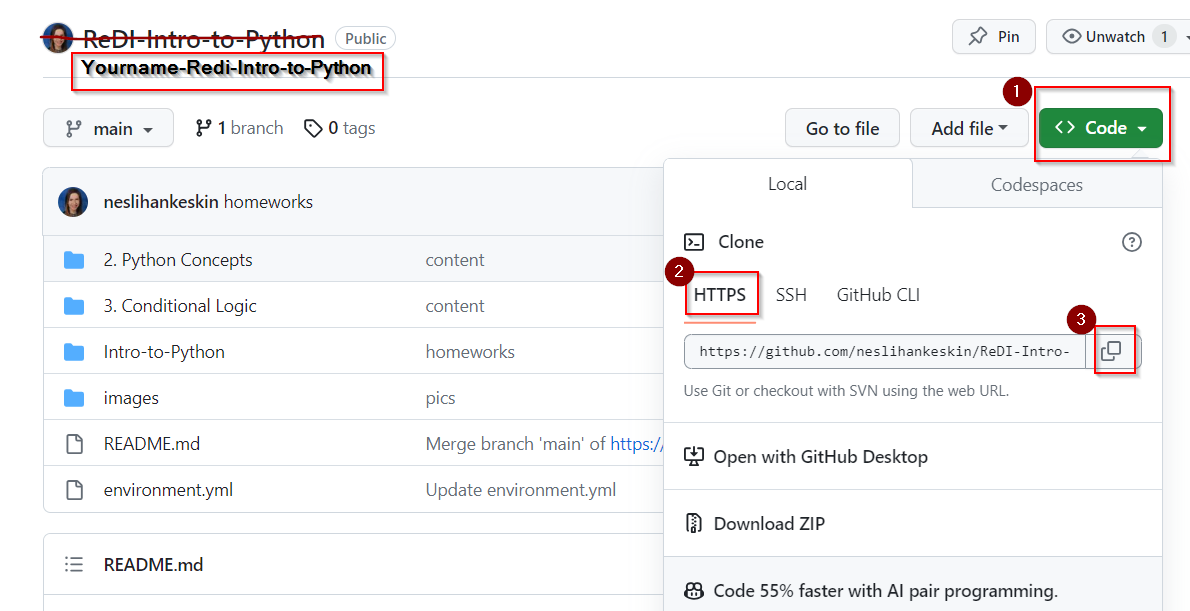 ReDI-Intro-to-Python Public Pin Unwatch 1
Yourname-Redi-Intro-to-Python
1
main 1 branch 0 tags Go to file Add file <> Code
neslihankeskin homeworks
2. Python Concepts content
3. Conditional Logic content
Intro-to-Python homeworks
images pics
README.md Merge branch 'main' of https://
environment.yml Update environment.yml
README.md
Local Codespaces
Clone
2
HTTPS SSH GitHub CLI
3
https://github.com/neslihankeskin/ReDI-Intro-
Use Git or checkout with SVN using the web URL.
Open with GitHub Desktop
Download ZIP
Code 55% faster with AI pair programming.